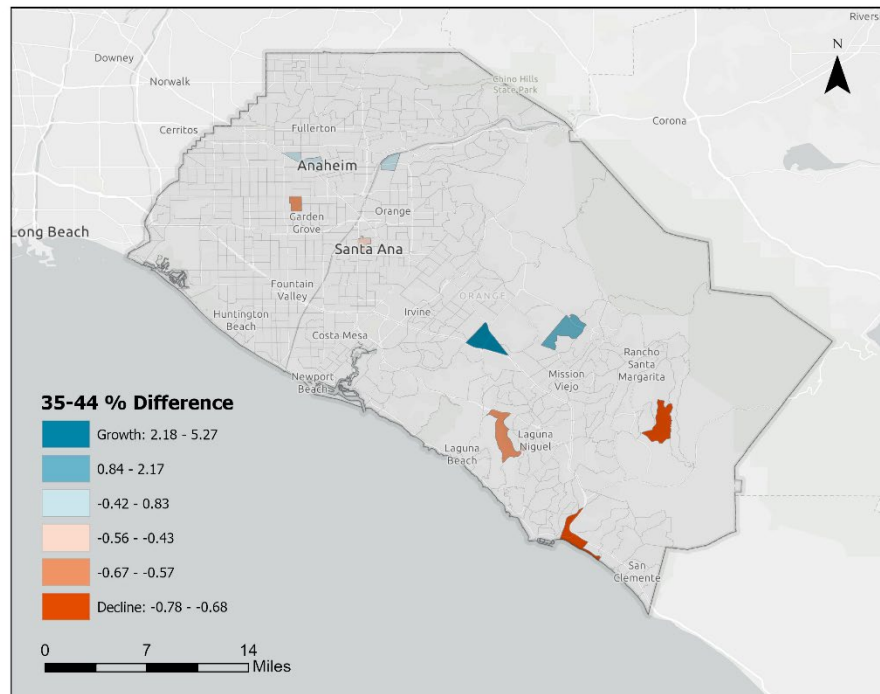 Rivers
Downey
Norwalk
Chino Hills
State Park
N
Corona
Cerritos
Fullerton
Anaheim
Orange
Garden
Grove
Long Beach
Santa Ana
Fountain
Valley
ORANGE
Huntington
Beach
Irvine
Costa Mesa
Rancho
Santa
Margarita
Mission
Viejo
Newport
Beach
Laguna
Niguel
Laguna
Beach
San
Clemente
35-44 % Difference
Growth: 2.18 - 5.27
0.84 - 2.17
-0.42 - 0.83
-0.56 - -0.43
-0.67 - -0.57
Decline: -0.78 - -0.68
0 7 14
Miles